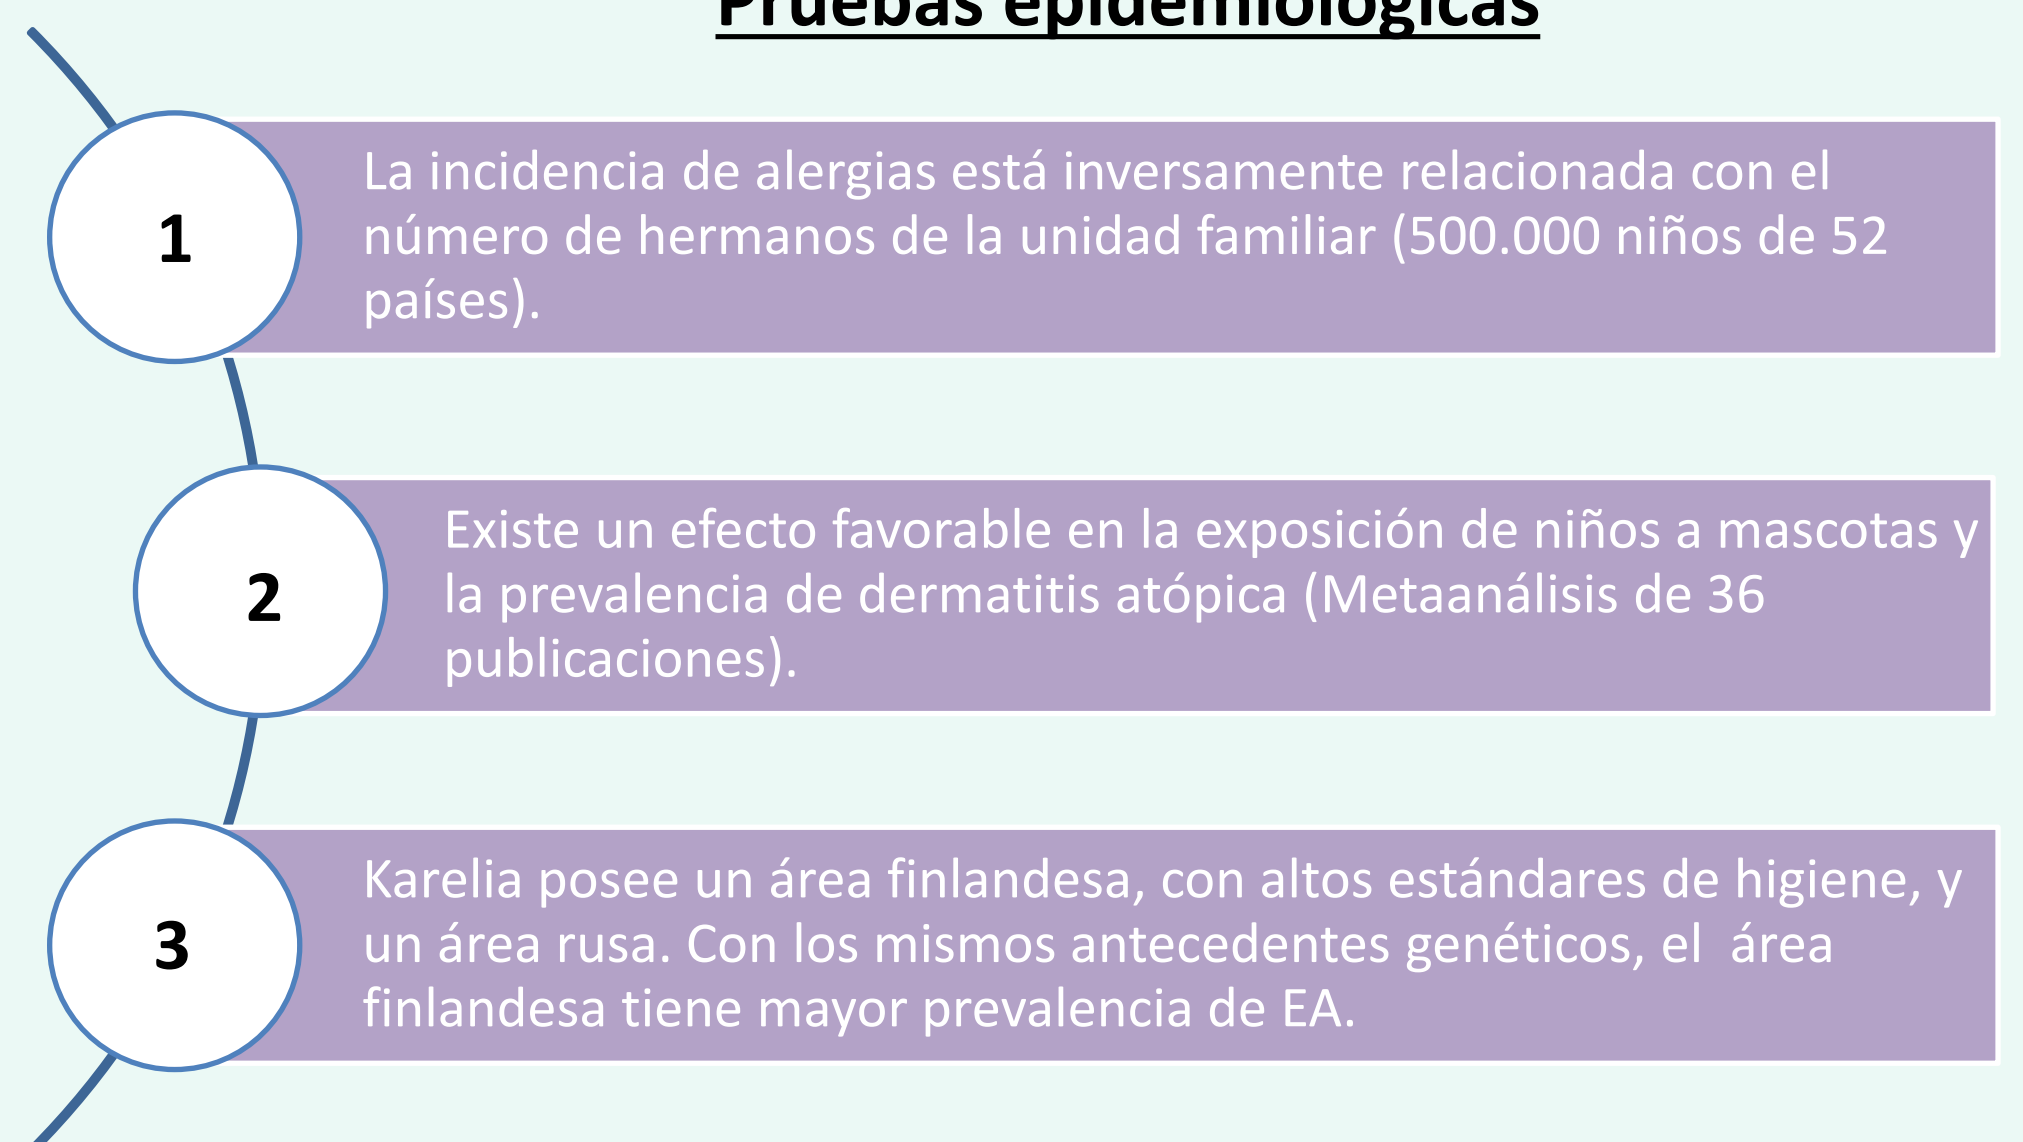 Pruebas epidemiológicas
1
La incidencia de alergias está inversamente relacionada con el
número de hermanos de la unidad familiar (500.000 niños de 52
países).
2
Existe un efecto favorable en la exposición de niños a mascotas y
la prevalencia de dermatitis atópica (Metaanálisis de 36
publicaciones).
3
Karelia posee un área finlandesa, con altos estándares de higiene, y
un área rusa. Con los mismos antecedentes genéticos, el  área
finlandesa tiene mayor prevalencia de EA.